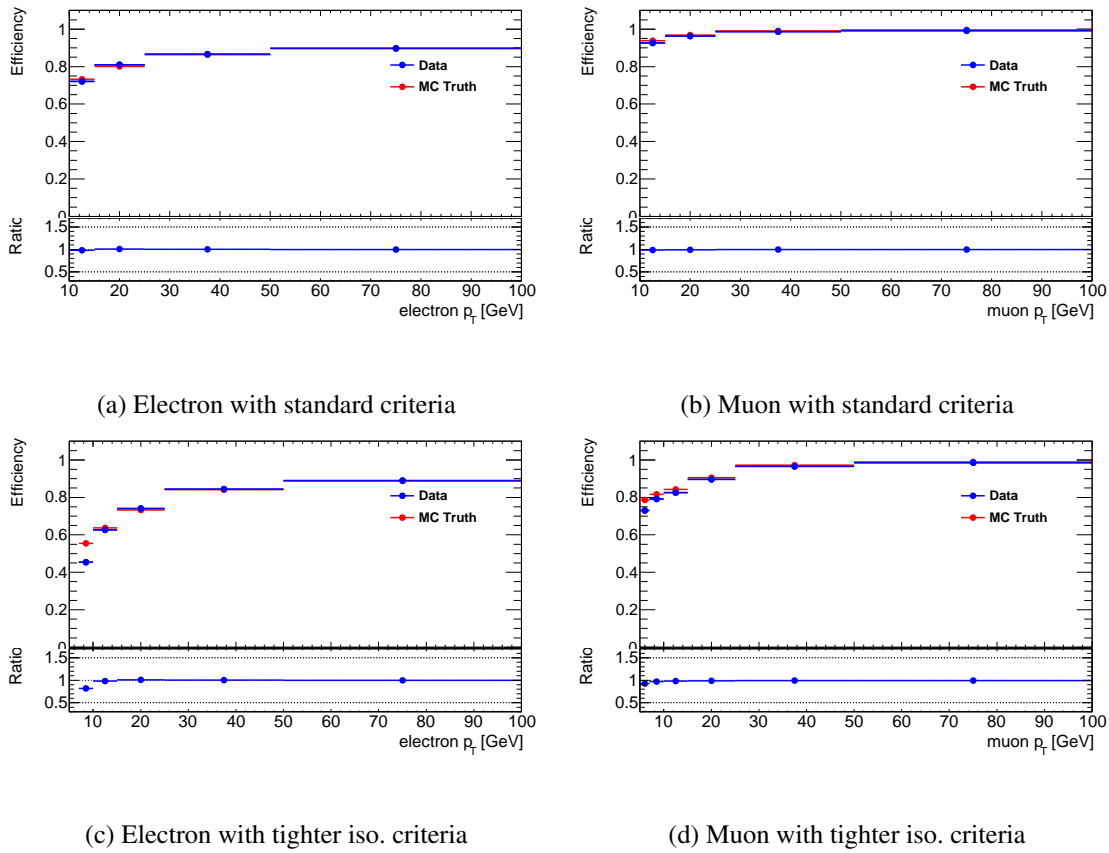 Efficiency
1
0.8
0.6
0.4
0.2
0
Data
MC Truth
Ratio
1.5
1
0.5
10 20 30 40 50 60 70 80 90 100
electron p_T [GeV]
(a) Electron with standard criteria
Efficiency
1
0.8
0.6
0.4
0.2
0
Data
MC Truth
Ratio
1.5
1
0.5
10 20 30 40 50 60 70 80 90 100
muon p_T [GeV]
(b) Muon with standard criteria
Efficiency
1
0.8
0.6
0.4
0.2
0
Data
MC Truth
Ratio
1.5
1
0.5
10 20 30 40 50 60 70 80 90 100
electron p_T [GeV]
(c) Electron with tighter iso. criteria
Efficiency
1
0.8
0.6
0.4
0.2
0
Data
MC Truth
Ratio
1.5
1
0.5
10 20 30 40 50 60 70 80 90 100
muon p_T [GeV]
(d) Muon with tighter iso. criteria